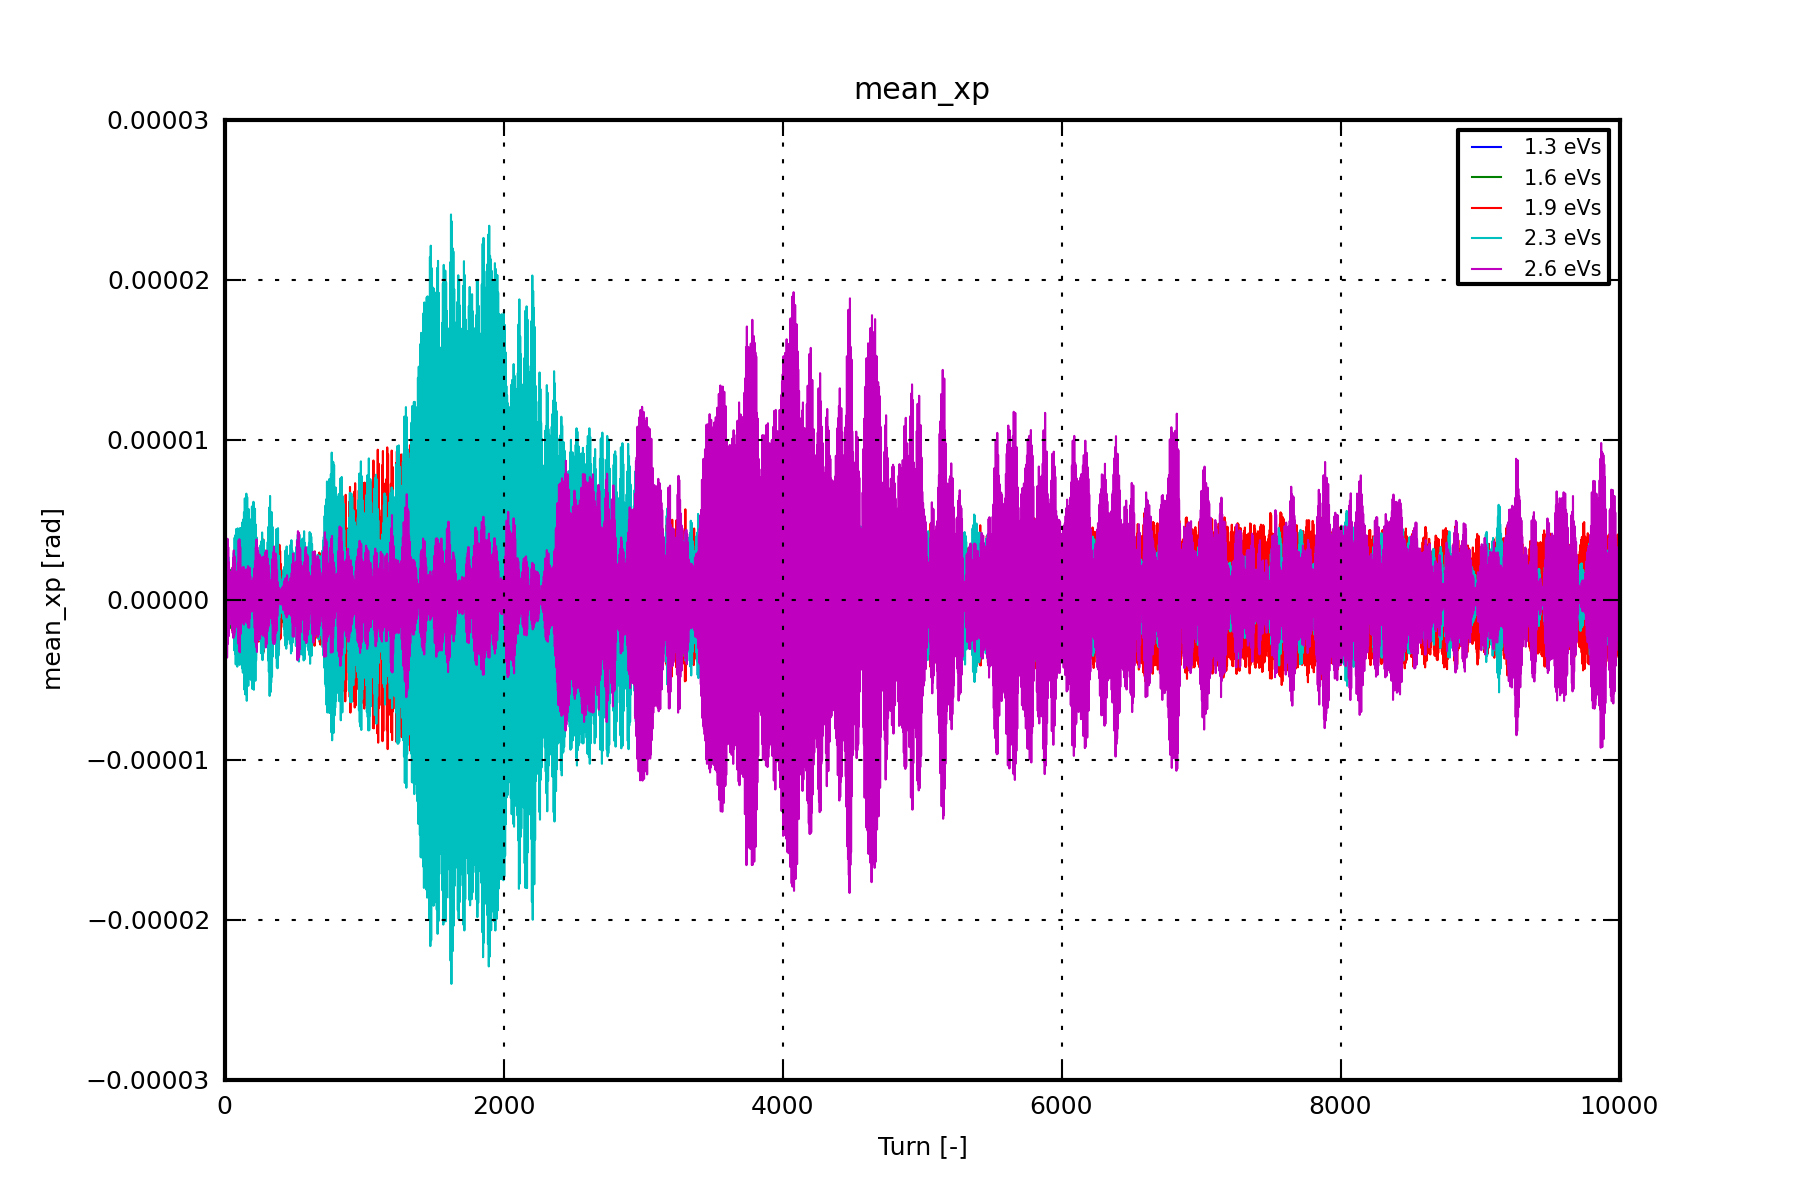 mean_xp
0.00003
0.00002
0.00001
0.00000
−0.00001
−0.00002
−0.00003
mean_xp [rad]
1.3 eVs
1.6 eVs
1.9 eVs
2.3 eVs
2.6 eVs
0 2000 4000 6000 8000 10000
Turn [-]